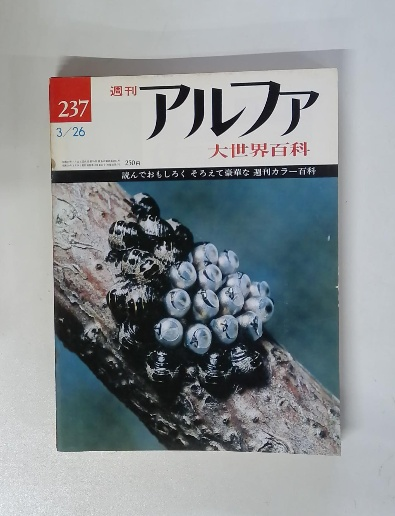 237
3/26
週刊
アルファ
大世界百科
250円
読んでおもしろく そろえて豪華な 週刊カラー百科